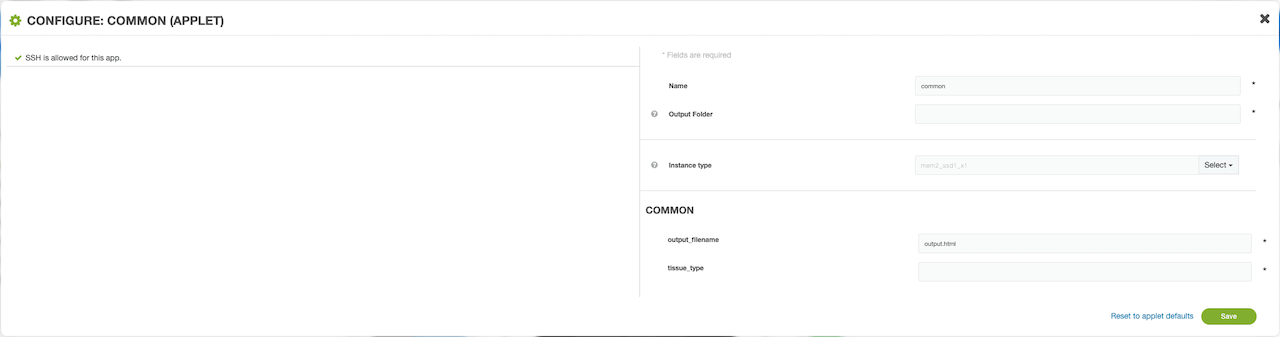 CONFIGURE: COMMON (APPLET)
SSH is allowed for this app.
* Fields are required
Name
common
*
Output Folder
*
Instance type
mem2_ssd1_x1
Select
COMMON
output_filename
output.html
*
tissue_type
*
Reset to applet defaults
Save